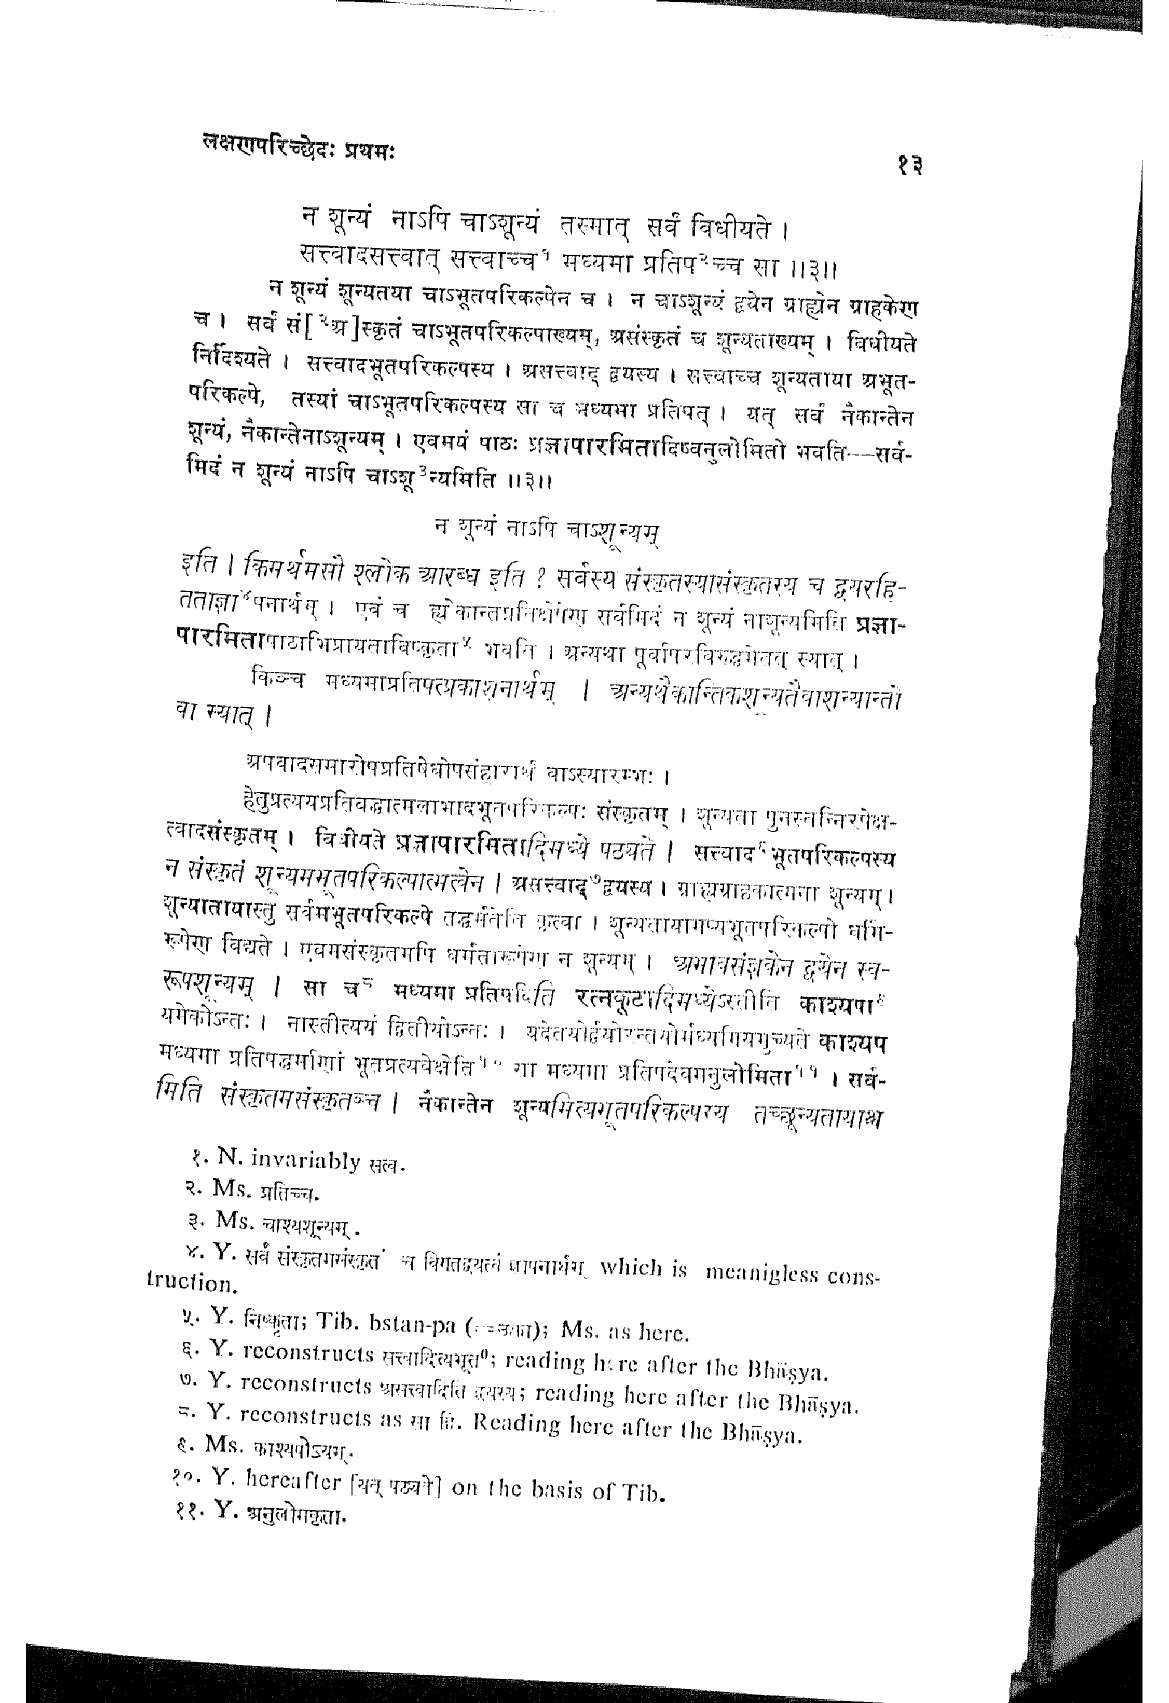 लक्षणपरिच्छेदः प्रथमः
१३
न शून्यं नाऽपि चाऽशून्यं तस्मात् सर्वं विधीयते ।
सत्त्वादसत्त्वात् सत्त्वाच्च¹ मध्यमा प्रतिप²च्च सा ॥३॥
न शून्यं शून्यतया चाऽभूतपरिकल्पेन च । न चाऽशून्यं द्वयेन ग्राह्येन ग्राहकेण
च । सर्वं सं[²अ]स्कृतं चाऽभूतपरिकल्पाख्यम्, असंस्कृतं च शून्यताख्यम् । विधीयते
निर्दिश्यते । सत्त्वादभूतपरिकल्पस्य । असत्त्वाद् द्वयस्य । सत्त्वाच्च शून्यताया अभूत-
परिकल्पे, तस्यां चाऽभूतपरिकल्पस्य सा च मध्यमा प्रतिपत् । यत् सर्वं नैकान्तेन
शून्यं, नैकान्तेनाऽशून्यम् । एवमयं पाठः प्रज्ञापारमितादिष्वनुलोमितो भवति—सर्व-
मिदं न शून्यं नाऽपि चाऽशू³न्यमिति ॥३॥
न शून्यं नाऽपि चाऽशून्यम्
इति । किमर्थमसौ श्लोक आरब्ध इति ? सर्वस्य संस्कृतस्यासंस्कृतस्य च द्वयरहि-
तताज्ञा⁴पनार्थम् । एवं च ह्येकान्तप्रतिषेधेण सर्वमिदं न शून्यं नाशून्यमिति प्रज्ञा-
पारमितापाठाभिप्रायताविष्कृता⁵ भवति । अन्यथा पूर्वापरविरुद्धमेतत् स्यात् ।
किञ्च मध्यमाप्रतिपत्प्रकाशनार्थम् । अन्यथैकान्तिकशून्यतैवाशून्यान्तो
वा स्यात् ।
अपवादसमारोपप्रतिषेधोपसंहारार्थं वाऽस्यारम्भः ।
हेतुप्रत्ययप्रतिबद्धात्मलाभादभूतपरिकल्पः संस्कृतम् । शून्यता पुनस्तन्निरपेक्ष-
त्वादसंस्कृतम् । विधीयते प्रज्ञापारमितादिमध्ये पठ्यते । सत्त्वाद⁶भूतपरिकल्पस्य
न संस्कृतं शून्यमभूतपरिकल्पात्मत्वेन । असत्त्वाद्⁷द्वयस्य । ग्राह्यग्राहकात्मना शून्यम् ।
शून्यातायास्तु सर्वमभूतपरिकल्पे तद्धर्मतेति कृत्वा । शून्यतायामप्यभूतपरिकल्पो धर्मि-
रूपेण विद्यते । एवमसंस्कृतमपि धर्मतारूपेण न शून्यम् । अभावसंज्ञकेन द्वयेन स्व-
रूपशून्यम् । सा च⁸ मध्यमा प्रतिपदिति रत्नकूटादिमध्येऽस्तीति काश्यपा⁹
यमेकोऽन्तः । नास्तीत्ययं द्वितीयोऽन्तः । यदेतयोर्द्वयोरन्तयोर्मध्यमियमुच्यते काश्यप
मध्यमा प्रतिपद्धर्माणां भूतप्रत्यवेक्षेति¹⁰ सा मध्यमा प्रतिपदेवमनुलोमिता¹¹ । सर्व-
मिति संस्कृतमसंस्कृतञ्च । नैकान्तेन शून्यमित्यभूतपरिकल्पस्य तच्छून्यतायाश्च
१. N. invariably सत्व.
२. Ms. प्रतिच्च.
३. Ms. चाश्यशून्यम्.
४. Y. सर्वं संस्कृतमसंस्कृतं च विगतद्वयत्वं ज्ञापनार्थम् which is meanigless cons-
truction.
५. Y. निष्कृता; Tib. bstan-pa; Ms. as here.
६. Y. reconstructs सत्त्वादित्यभूत⁰; reading here after the Bhāṣya.
७. Y. reconstructs असत्त्वादिति द्वयस्य; reading here after the Bhāṣya.
८. Y. reconstructs as सा हि. Reading here after the Bhāṣya.
९. Ms. काश्यपोऽयम्.
१०. Y. hereafter [यत् पठ्यते] on the basis of Tib.
११. Y. अनुलोमकृता.